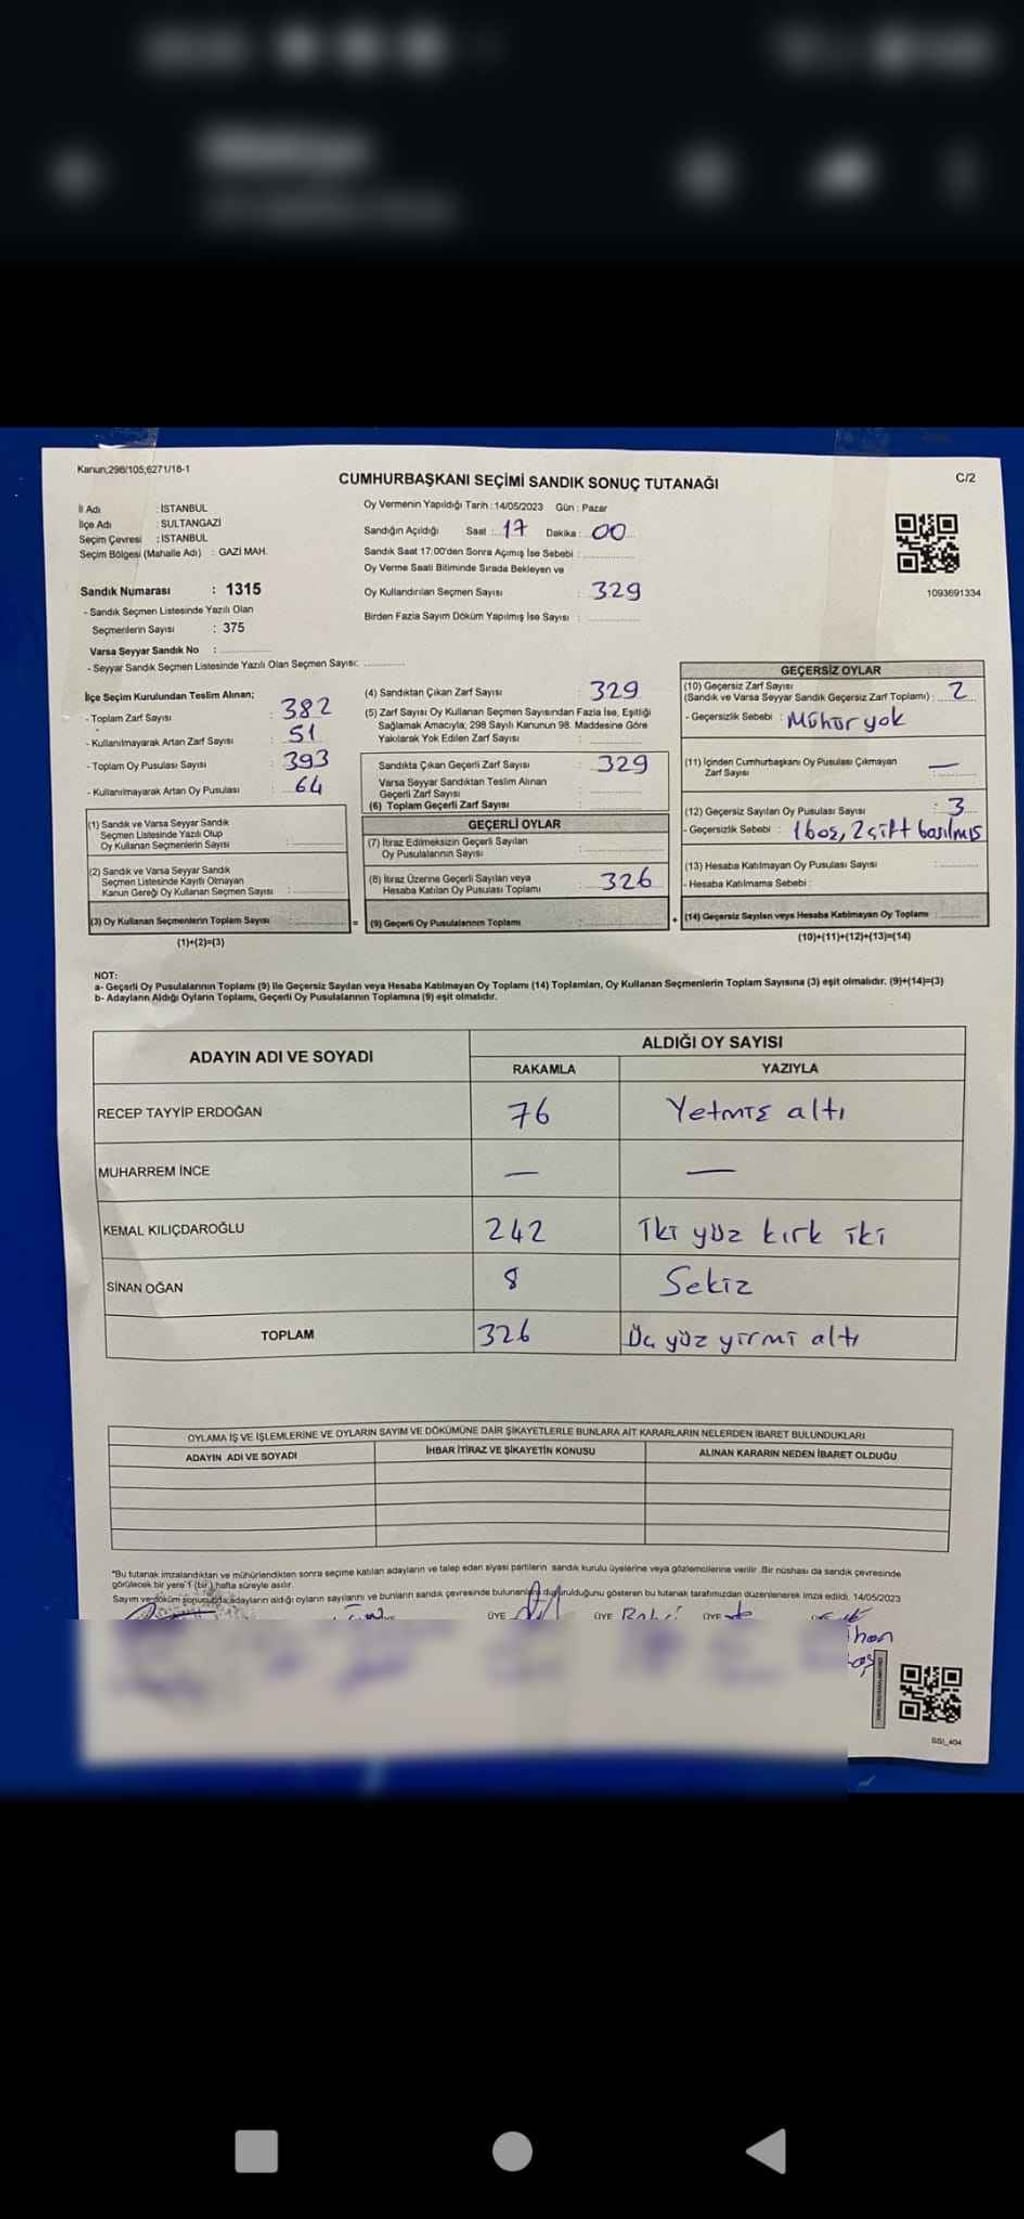 Kanun;298/105;6271/16-1
C/2
CUMHURBAŞKANI SEÇİMİ SANDIK SONUÇ TUTANAĞI
İl Adı : İSTANBUL
İlçe Adı : SULTANGAZİ
Seçim Çevresi : İSTANBUL
Seçim Bölgesi (Mahalle Adı) : GAZİ MAH.
Oy Vermenin Yapıldığı Tarih : 14/05/2023 Gün : Pazar
Sandığın Açıldığı Saat : 17 Dakika : 00
Sandık Saat 17:00'den Sonra Açımış İse Sebebi :
Oy Verme Saati Bitiminde Sırada Bekleyen ve
Oy Kullandırılan Seçmen Sayısı : 329
Birden Fazla Sayım Döküm Yapılmış İse Sayısı :
1093691334
Sandık Numarası : 1315
- Sandık Seçmen Listesinde Yazılı Olan
Seçmenlerin Sayısı : 375
Varsa Seyyar Sandık No :
- Seyyar Sandık Seçmen Listesinde Yazılı Olan Seçmen Sayısı:
İlçe Seçim Kurulundan Teslim Alınan;
- Toplam Zarf Sayısı : 382
- Kullanılmayarak Artan Zarf Sayısı : 51
- Toplam Oy Pusulası Sayısı : 393
- Kullanılmayarak Artan Oy Pusulası : 64
(1) Sandık ve Varsa Seyyar Sandık
Seçmen Listesinde Yazılı Olup
Oy Kullanan Seçmenlerin Sayısı :
(2) Sandık ve Varsa Seyyar Sandık
Seçmen Listesinde Kayıtlı Olmayan
Kanun Gereği Oy Kullanan Seçmen Sayısı :
(3) Oy Kullanan Seçmenlerin Toplam Sayısı =
(1)+(2)=(3)
(4) Sandıktan Çıkan Zarf Sayısı : 329
(5) Zarf Sayısı Oy Kullanan Seçmen Sayısından Fazla İse, Eşitliği
Sağlamak Amacıyla, 298 Sayılı Kanunun 98. Maddesine Göre
Yakılarak Yok Edilen Zarf Sayısı :
Sandıkta Çıkan Geçerli Zarf Sayısı : 329
Varsa Seyyar Sandıktan Teslim Alınan
Geçerli Zarf Sayısı :
(6) Toplam Geçerli Zarf Sayısı
GEÇERLİ OYLAR
(7) İtiraz Edilmeksizin Geçerli Sayılan
Oy Pusulalarının Sayısı :
(8) İtiraz Üzerine Geçerli Sayılan veya
Hesaba Katılan Oy Pusulası Toplamı : 326
(9) Geçerli Oy Pusulalarının Toplamı +
GEÇERSİZ OYLAR
(10) Geçersiz Zarf Sayısı
(Sandık ve Varsa Seyyar Sandık Geçersiz Zarf Toplamı) : 2
- Geçersizlik Sebebi : Mühür yok
(11) İçinden Cumhurbaşkanı Oy Pusulası Çıkmayan
Zarf Sayısı : —
(12) Geçersiz Sayılan Oy Pusulası Sayısı : 3
- Geçersizlik Sebebi : 1 boş, 2 çift basılmış
(13) Hesaba Katılmayan Oy Pusulası Sayısı :
- Hesaba Katılmama Sebebi :
(14) Geçersiz Sayılan veya Hesaba Katılmayan Oy Toplamı :
(10)+(11)+(12)+(13)=(14)
NOT:
a- Geçerli Oy Pusulalarının Toplamı (9) ile Geçersiz Sayılan veya Hesaba Katılmayan Oy Toplamı (14) Toplamları, Oy Kullanan Seçmenlerin Toplam Sayısına (3) eşit olmalıdır. (9)+(14)=(3)
b- Adayların Aldığı Oyların Toplamı, Geçerli Oy Pusulalarının Toplamına (9) eşit olmalıdır.
ADAYIN ADI VE SOYADI
ALDIĞI OY SAYISI
RAKAMLA YAZIYLA
RECEP TAYYİP ERDOĞAN 76 Yetmiş altı
MUHARREM İNCE — —
KEMAL KILIÇDAROĞLU 242 İki yüz kırk iki
SİNAN OĞAN 8 Sekiz
TOPLAM 326 Üç yüz yirmi altı
OYLAMA İŞ VE İŞLEMLERİNE VE OYLARIN SAYIM VE DÖKÜMÜNE DAİR ŞİKAYETLERLE BUNLARA AİT KARARLARIN NELERDEN İBARET BULUNDUKLARI
ADAYIN ADI VE SOYADI İHBAR İTİRAZ VE ŞİKAYETİN KONUSU ALINAN KARARIN NEDEN İBARET OLDUĞU
*Bu tutanak imzalandıktan ve mühürlendikten sonra seçime katılan adayların ve talep eden siyasi partilerin sandık kurulu üyelerine veya gözlemcilerine verilir. Bir nüshası da sandık çevresinde
görülecek bir yere 1 (bir) hafta süreyle asılır.
Sayım ve döküm sonucunda adayların aldığı oyların sayılarını ve bunların sandık çevresinde bulunanlara duyurulduğunu gösteren bu tutanak tarafımızdan düzenlenerek imza edildi. 14/05/2023
ÜYE ÜYE ÜYE